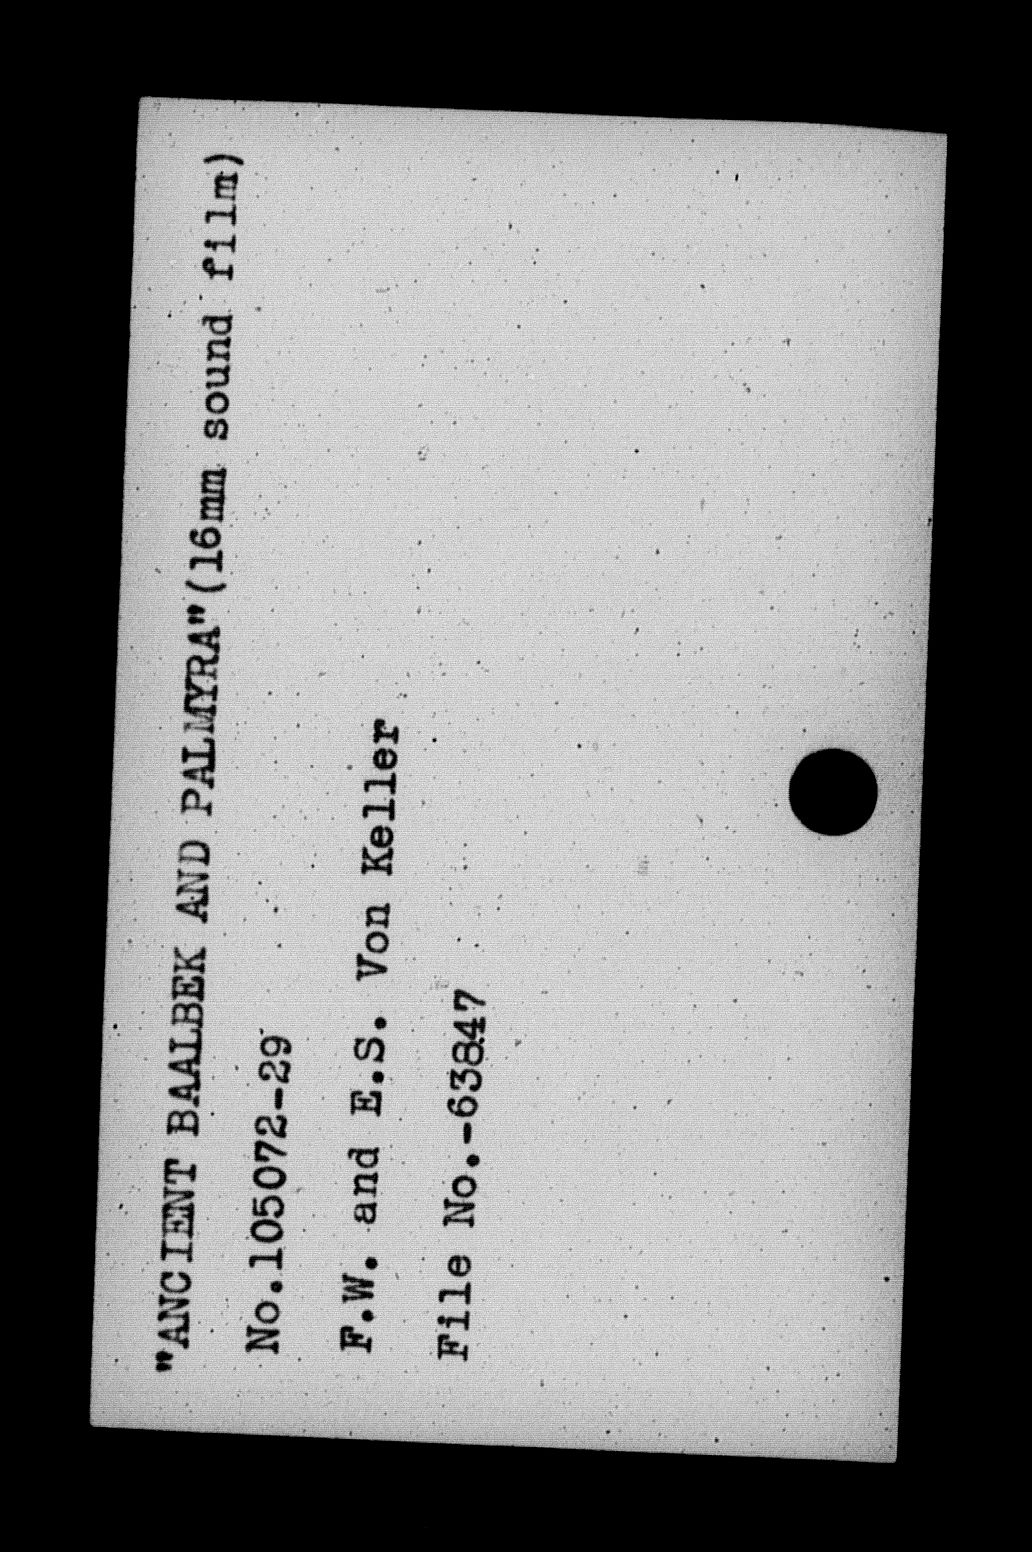 "ANCIENT BAALBEK AND PALMYRA"(16mm sound film)
No.105072-29
F.W. and E.S. Von Keller
File No.-63847